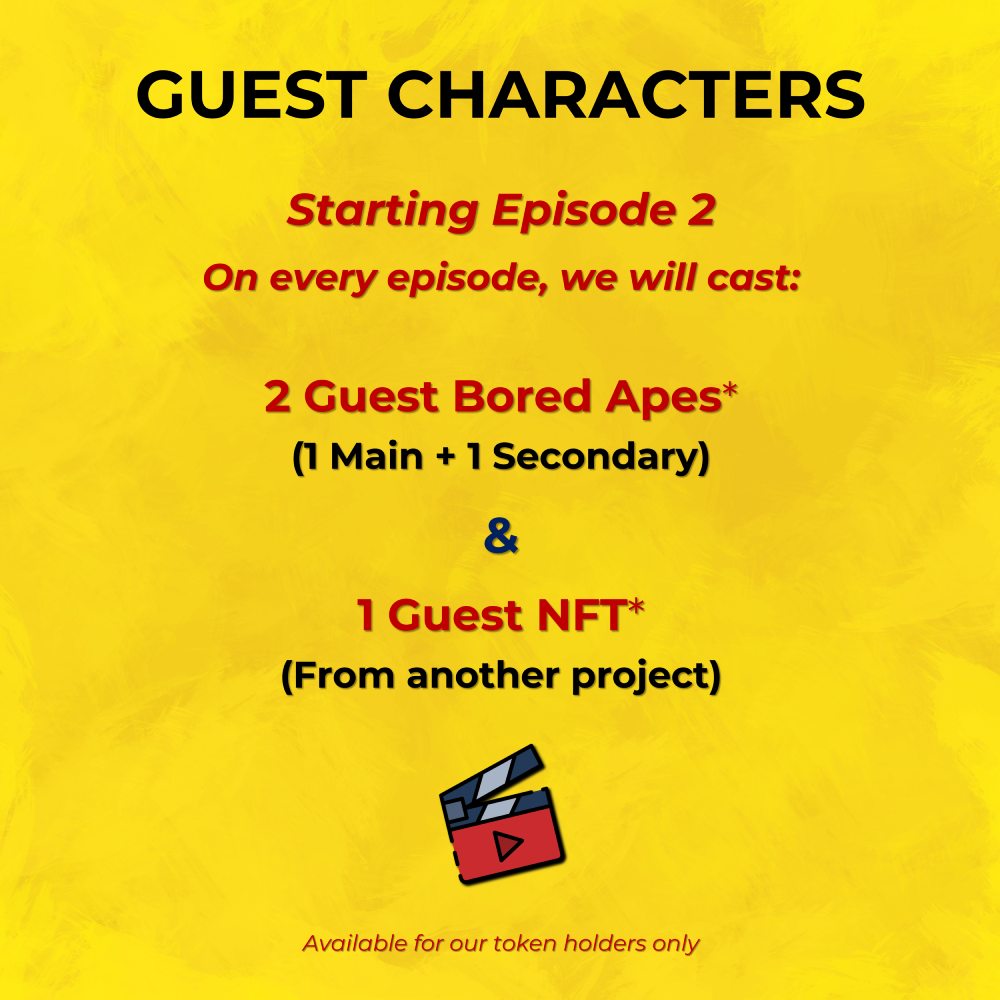 GUEST CHARACTERS
Starting Episode 2
On every episode, we will cast:
2 Guest Bored Apes*
(1 Main + 1 Secondary)
&
1 Guest NFT*
(From another project)
Available for our token holders only